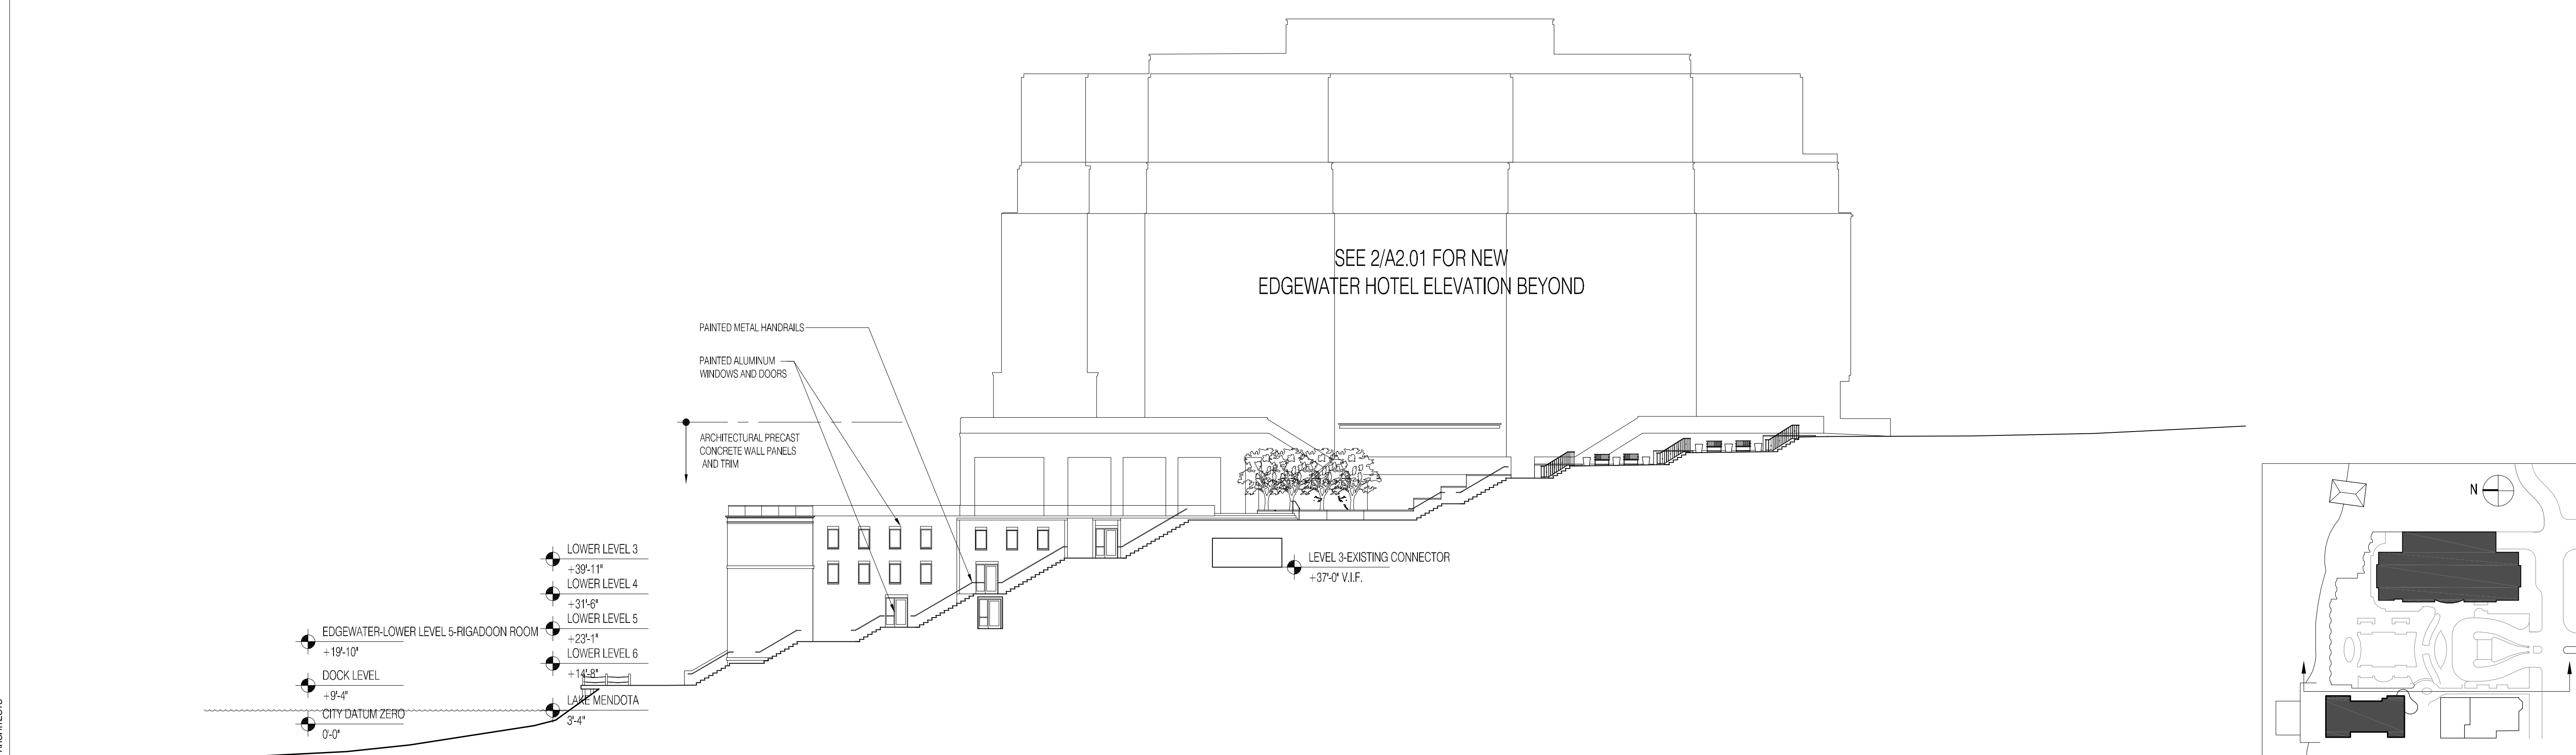 SEE 2/A2.01 FOR NEW
EDGEWATER HOTEL ELEVATION BEYOND
PAINTED METAL HANDRAILS
PAINTED ALUMINUM
WINDOWS AND DOORS
ARCHITECTURAL PRECAST
CONCRETE WALL PANELS
AND TRIM
LOWER LEVEL 3
+39'-11"
LOWER LEVEL 4
+31'-6"
LOWER LEVEL 5
+23'-1"
LOWER LEVEL 6
+14'-8"
LAKE MENDOTA
3'-4"
EDGEWATER-LOWER LEVEL 5-RIGADOON ROOM
+19'-10"
DOCK LEVEL
+9'-4"
CITY DATUM ZERO
0'-0"
LEVEL 3-EXISTING CONNECTOR
+37'-0" V.I.F.
N